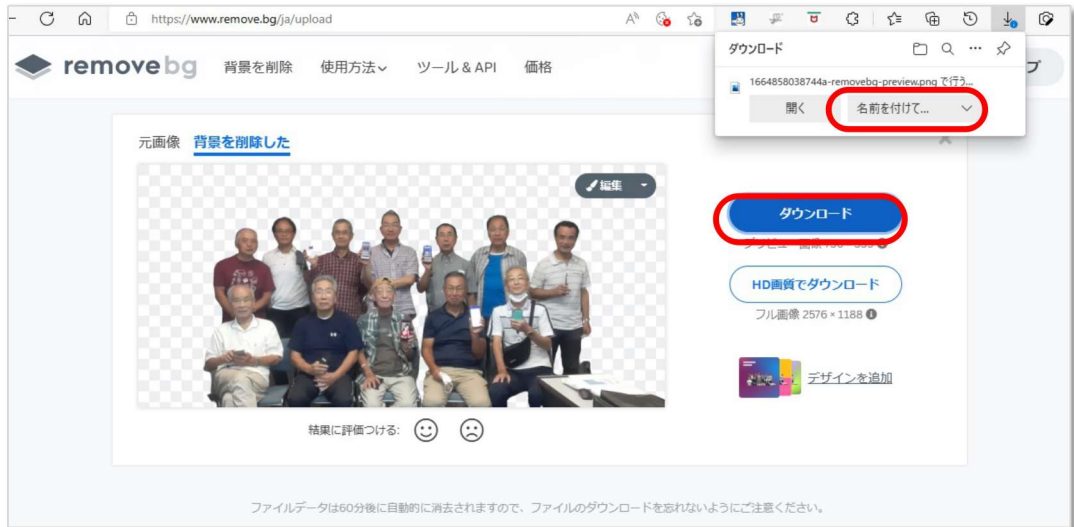 https://www.remove.bg/ja/upload
removebg
背景を削除 使用方法 ツール & API 価格
プ
ダウンロード
1664858038744a-removebg-preview.png で行う...
開く
名前を付けて...
元画像 背景を削除した
編集
ダウンロード
HD画質でダウンロード
フル画像 2576 × 1188
デザインを追加
結果に評価つける:
ファイルデータは60分後に自動的に消去されますので、ファイルのダウンロードを忘れないようにご注意ください。